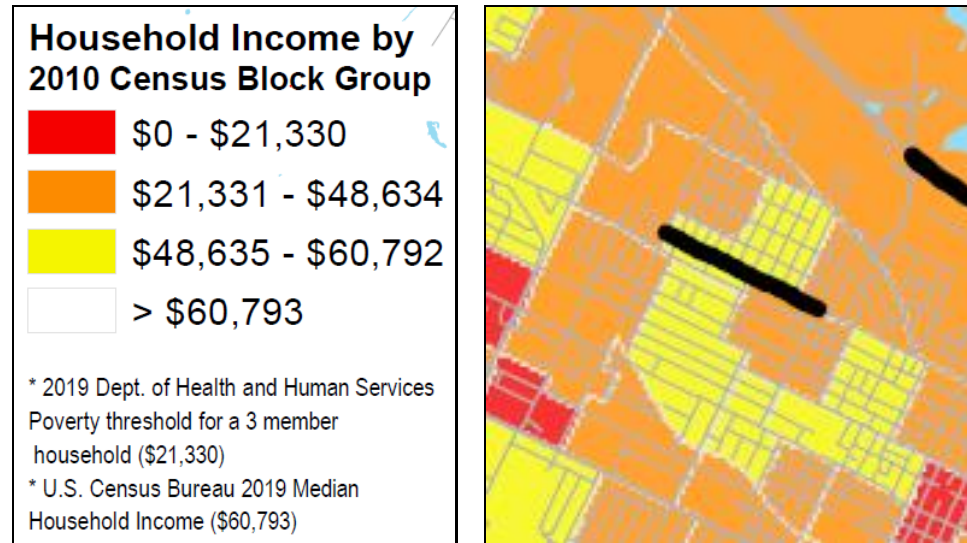 Household Income by
2010 Census Block Group
$0 - $21,330
$21,331 - $48,634
$48,635 - $60,792
> $60,793
* 2019 Dept. of Health and Human Services
Poverty threshold for a 3 member
household ($21,330)
* U.S. Census Bureau 2019 Median
Household Income ($60,793)